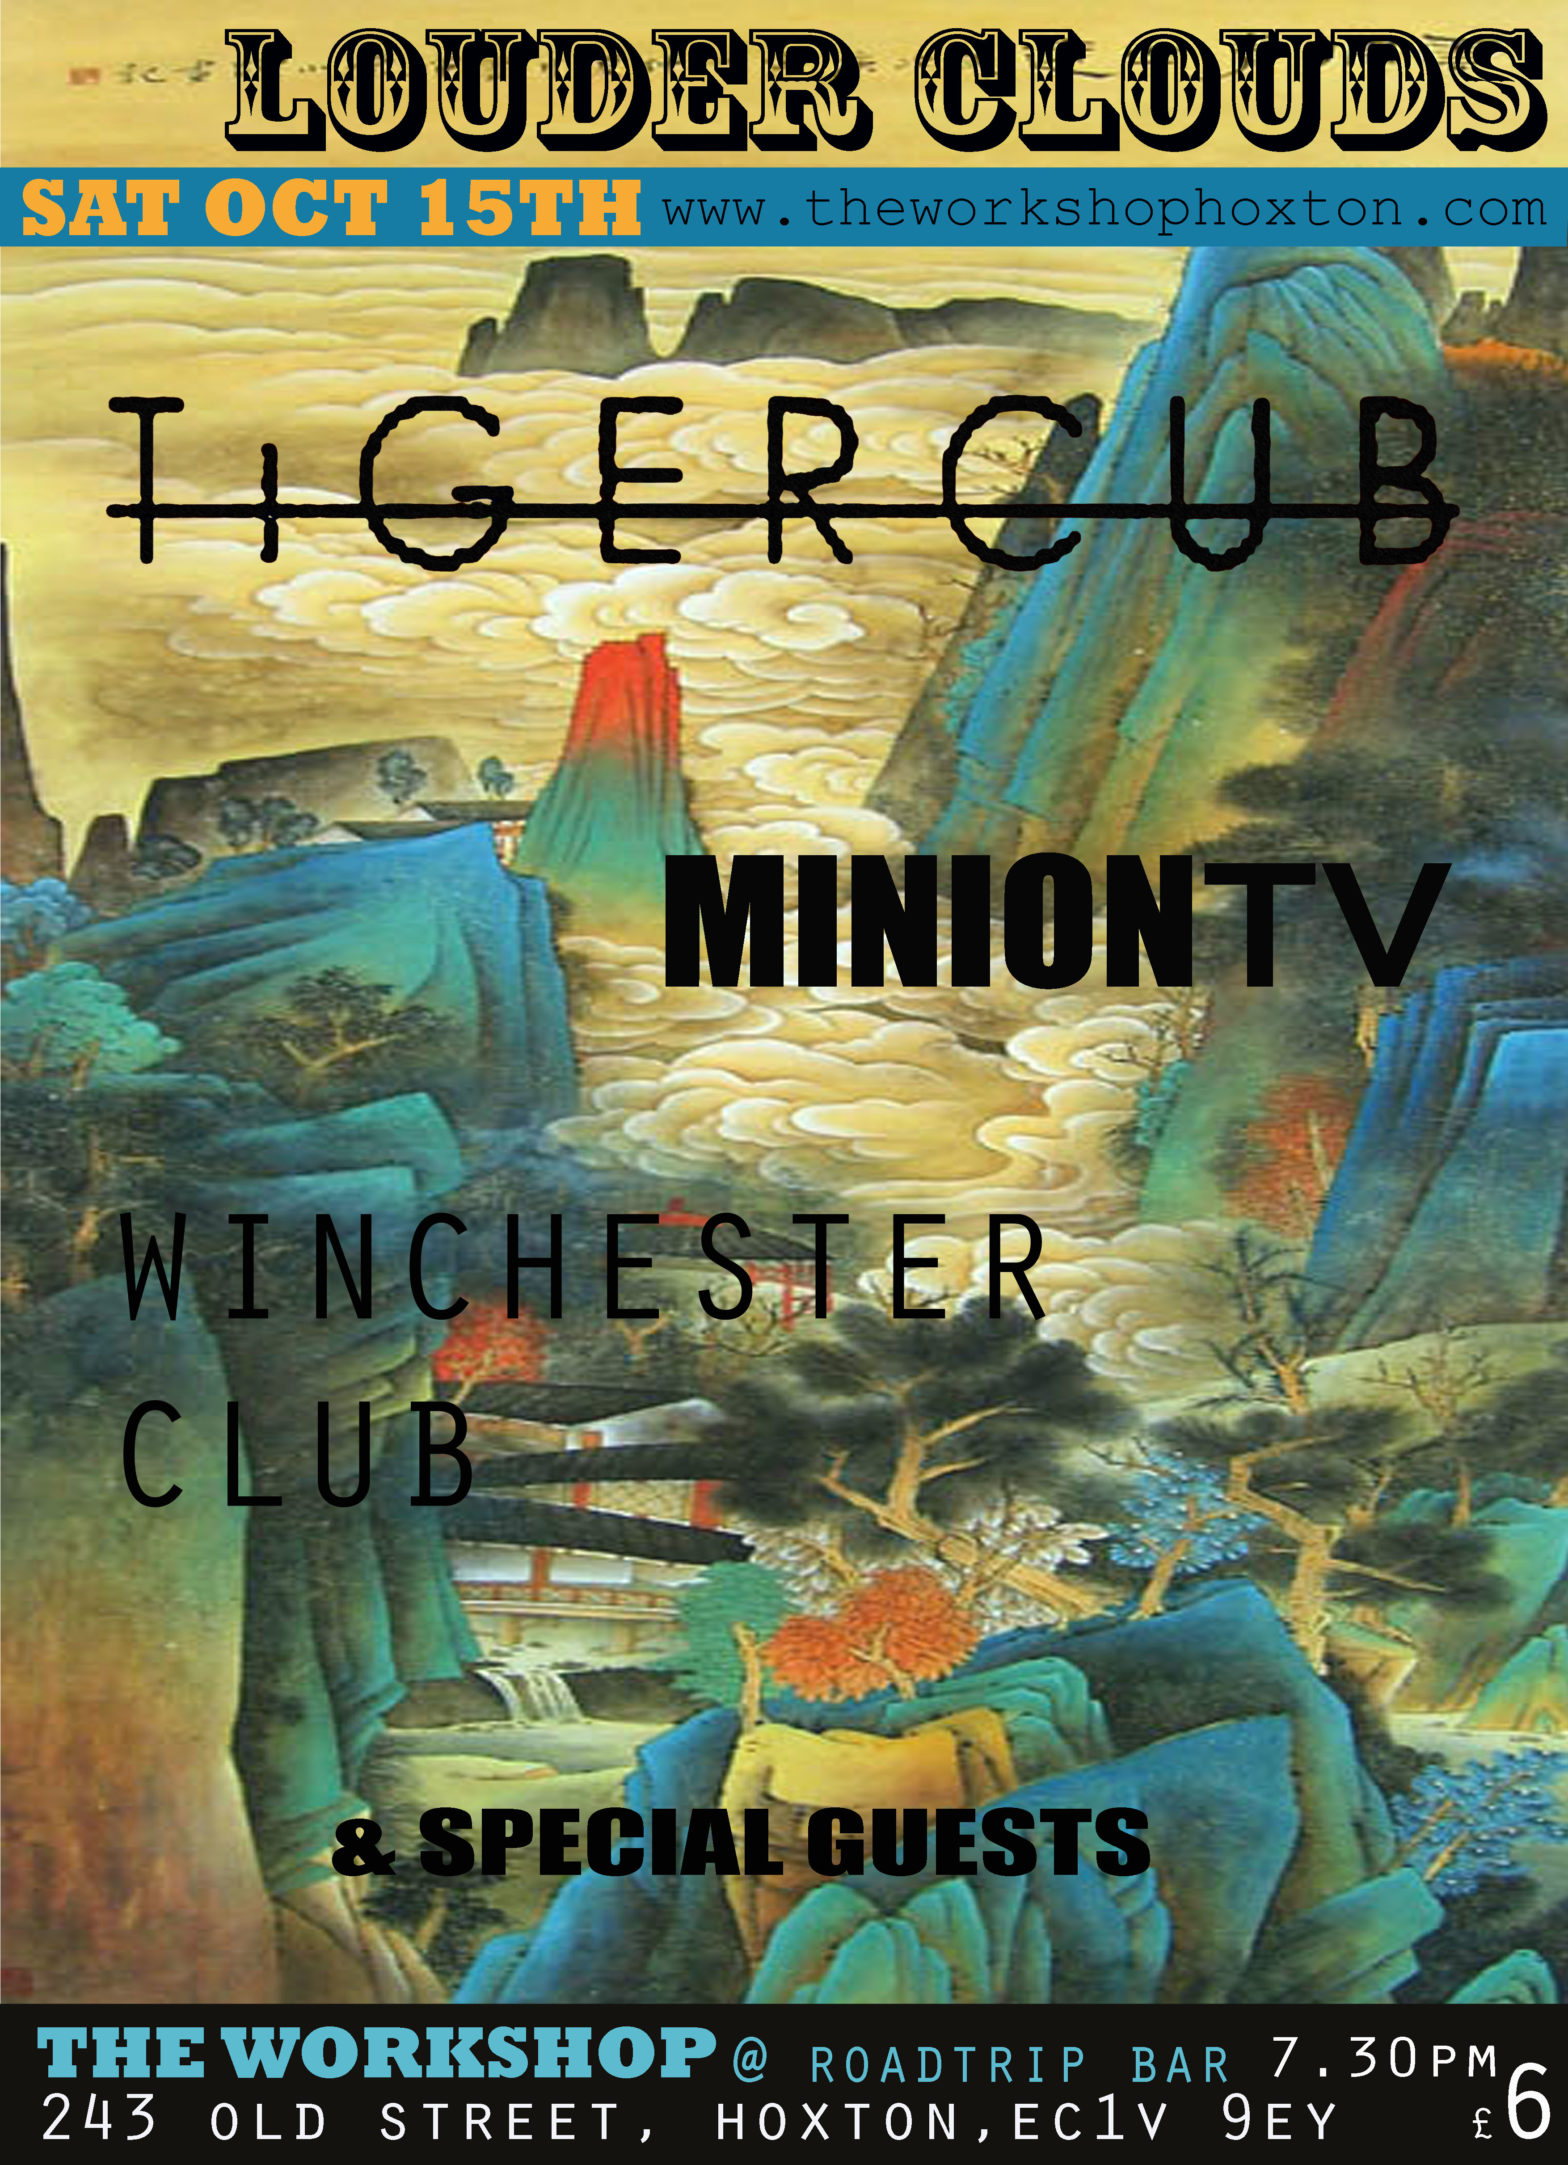 LOUDER CLOUDS
SAT OCT 15TH www.theworkshophoxton.com
TiGERCUB
MINIONTV
WINCHESTER
CLUB
& SPECIAL GUESTS
THE WORKSHOP @ ROADTRIP BAR 7.30PM
243 OLD STREET, HOXTON,EC1V 9EY £6